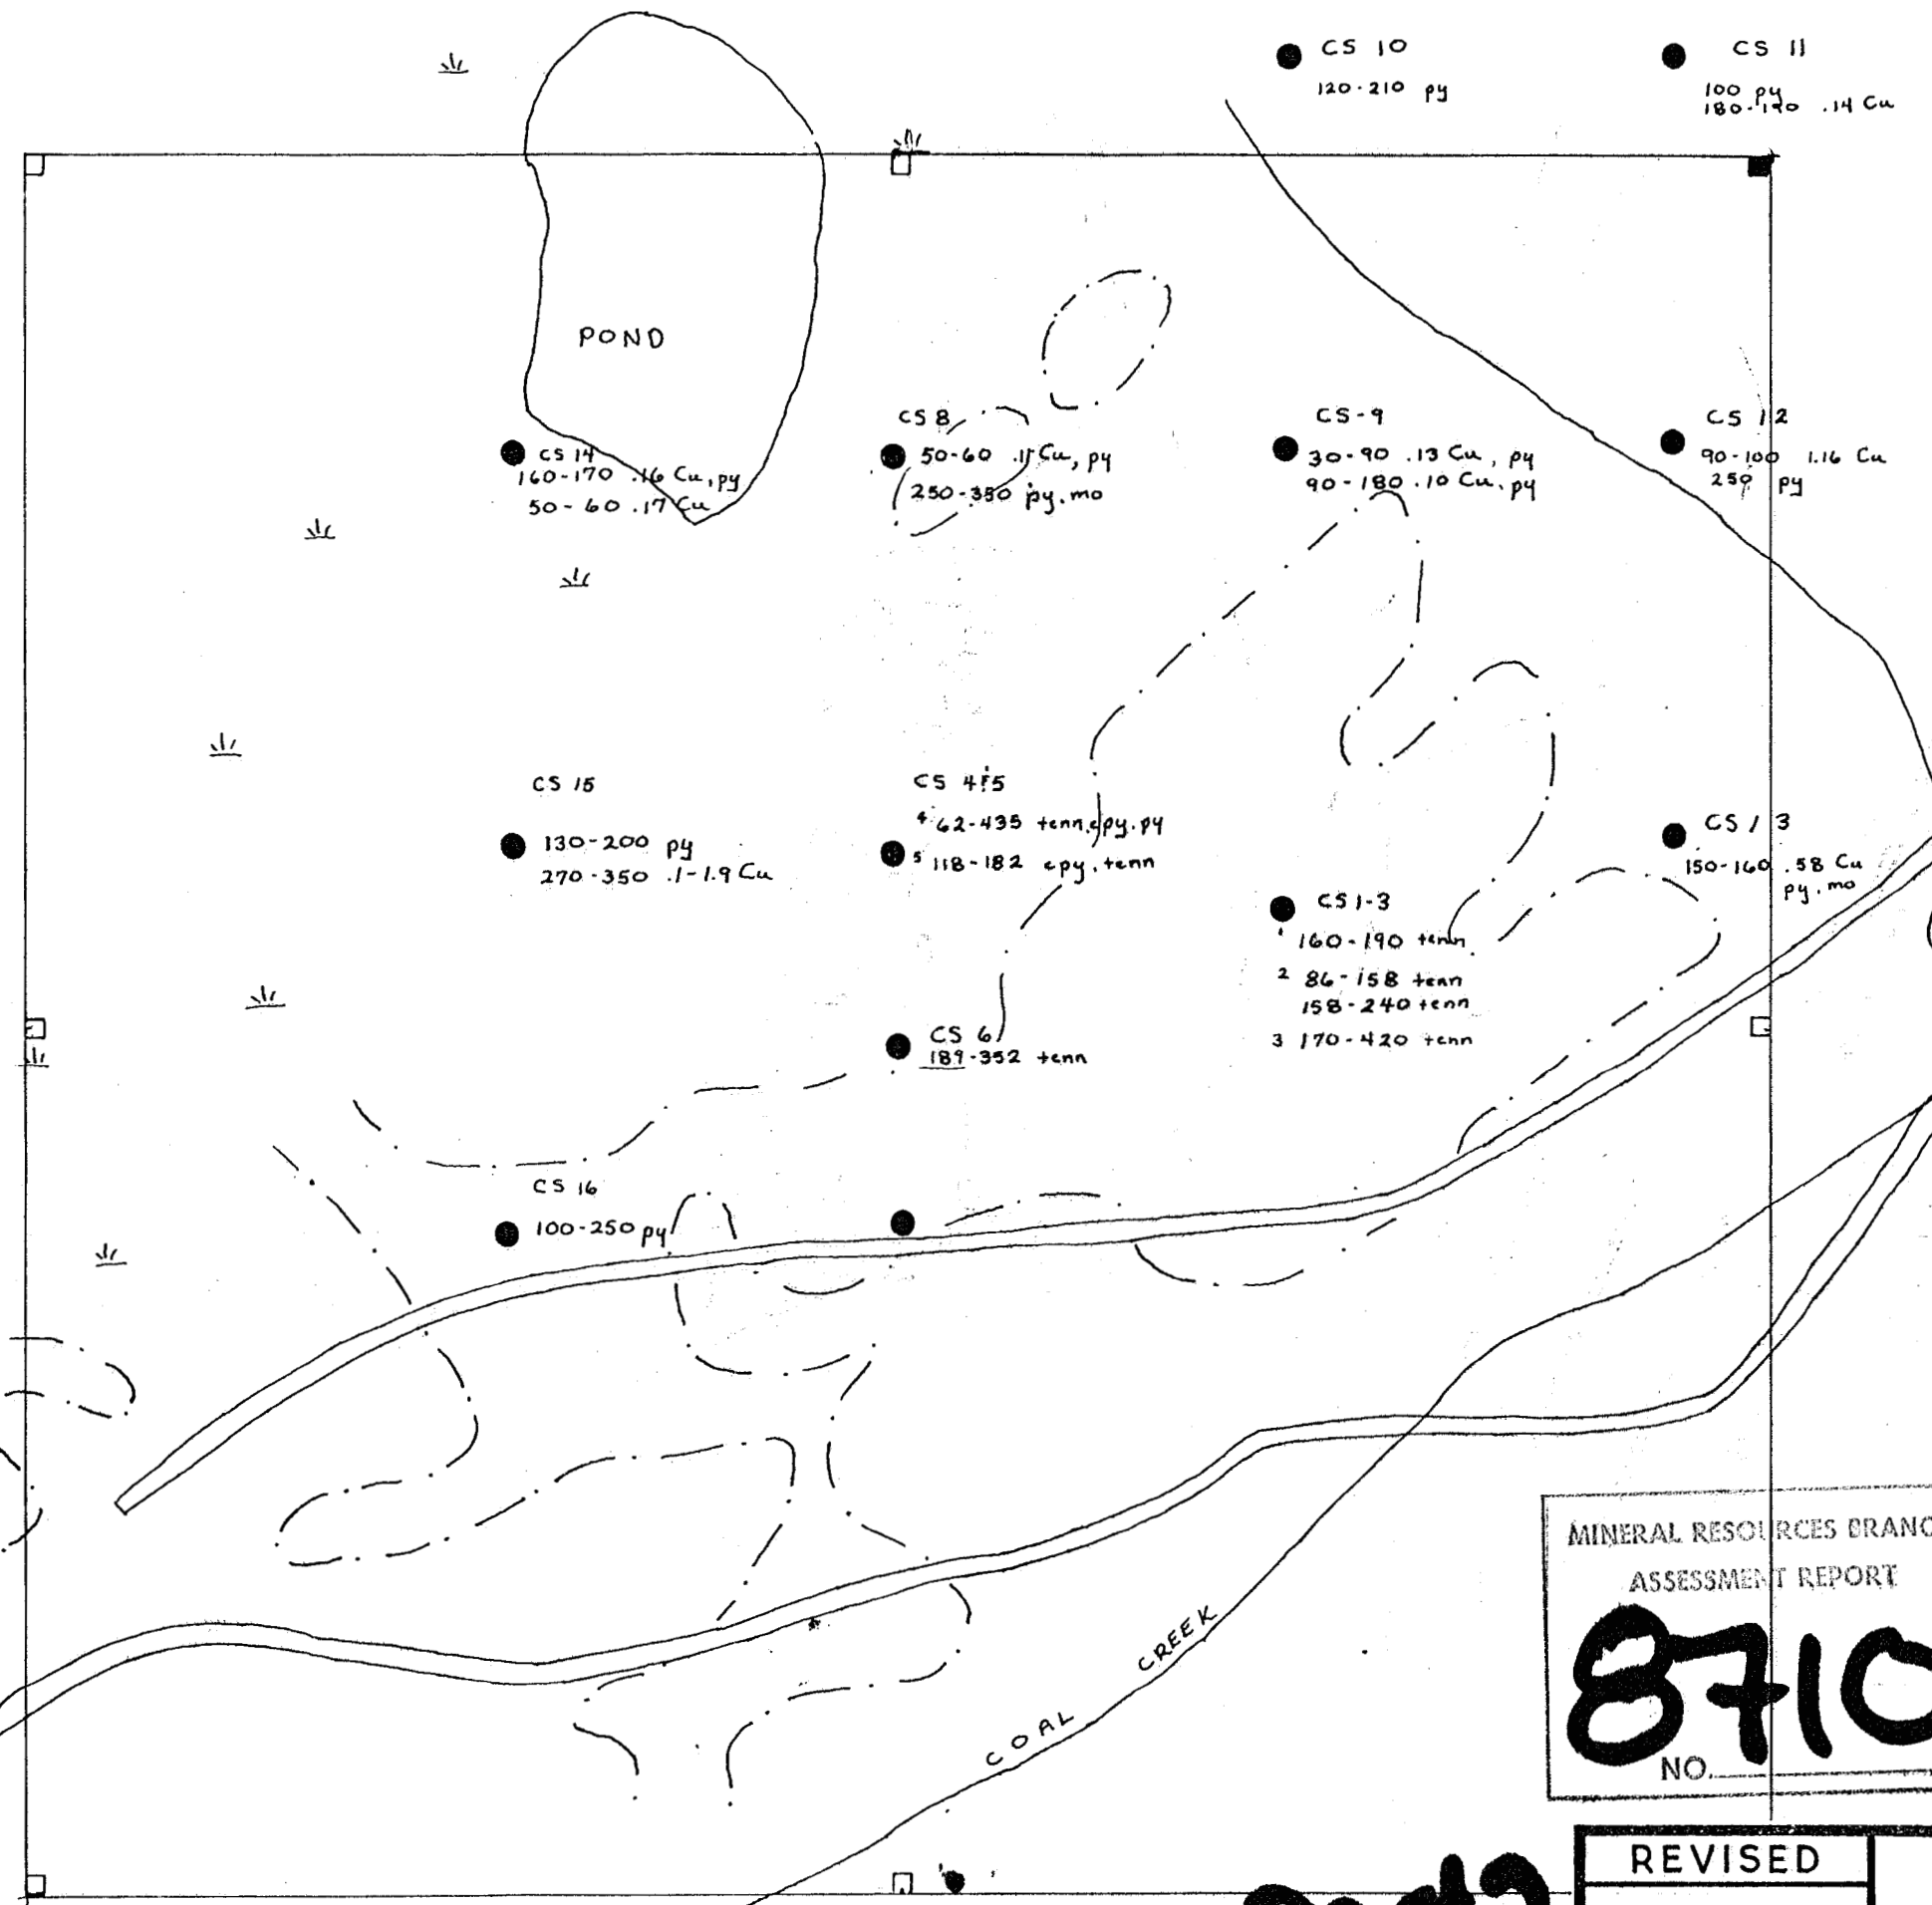 CS 10
120-210 py
CS 11
100 py
.14 Cu
POND
CS 14
160-170 .16 Cu, py
50-60 .17 Cu
CS 8
50-60 .11 Cu, py
250-350 py. mo
CS-9
30-90 .13 Cu, py
90-180 .10 Cu, py
CS 12
90-100 1.16 Cu
250 py
CS 15
130-200 py
270-350 .1-1.9 Cu
CS 4
5
4 62-435 tenn, cpy, py
5 118-182 cpy, tenn
CS 13
150-160 .58 Cu
py. mo
CS 1-3
1 160-190 tenn
2 86-158 tenn
158-240 tenn
3 170-420 tenn
CS 6
189-352 tenn
CS 16
100-250 py
COAL CREEK
MINERAL RESOURCES BRANC
ASSESSMENT REPORT
8710
NO.
REVISED